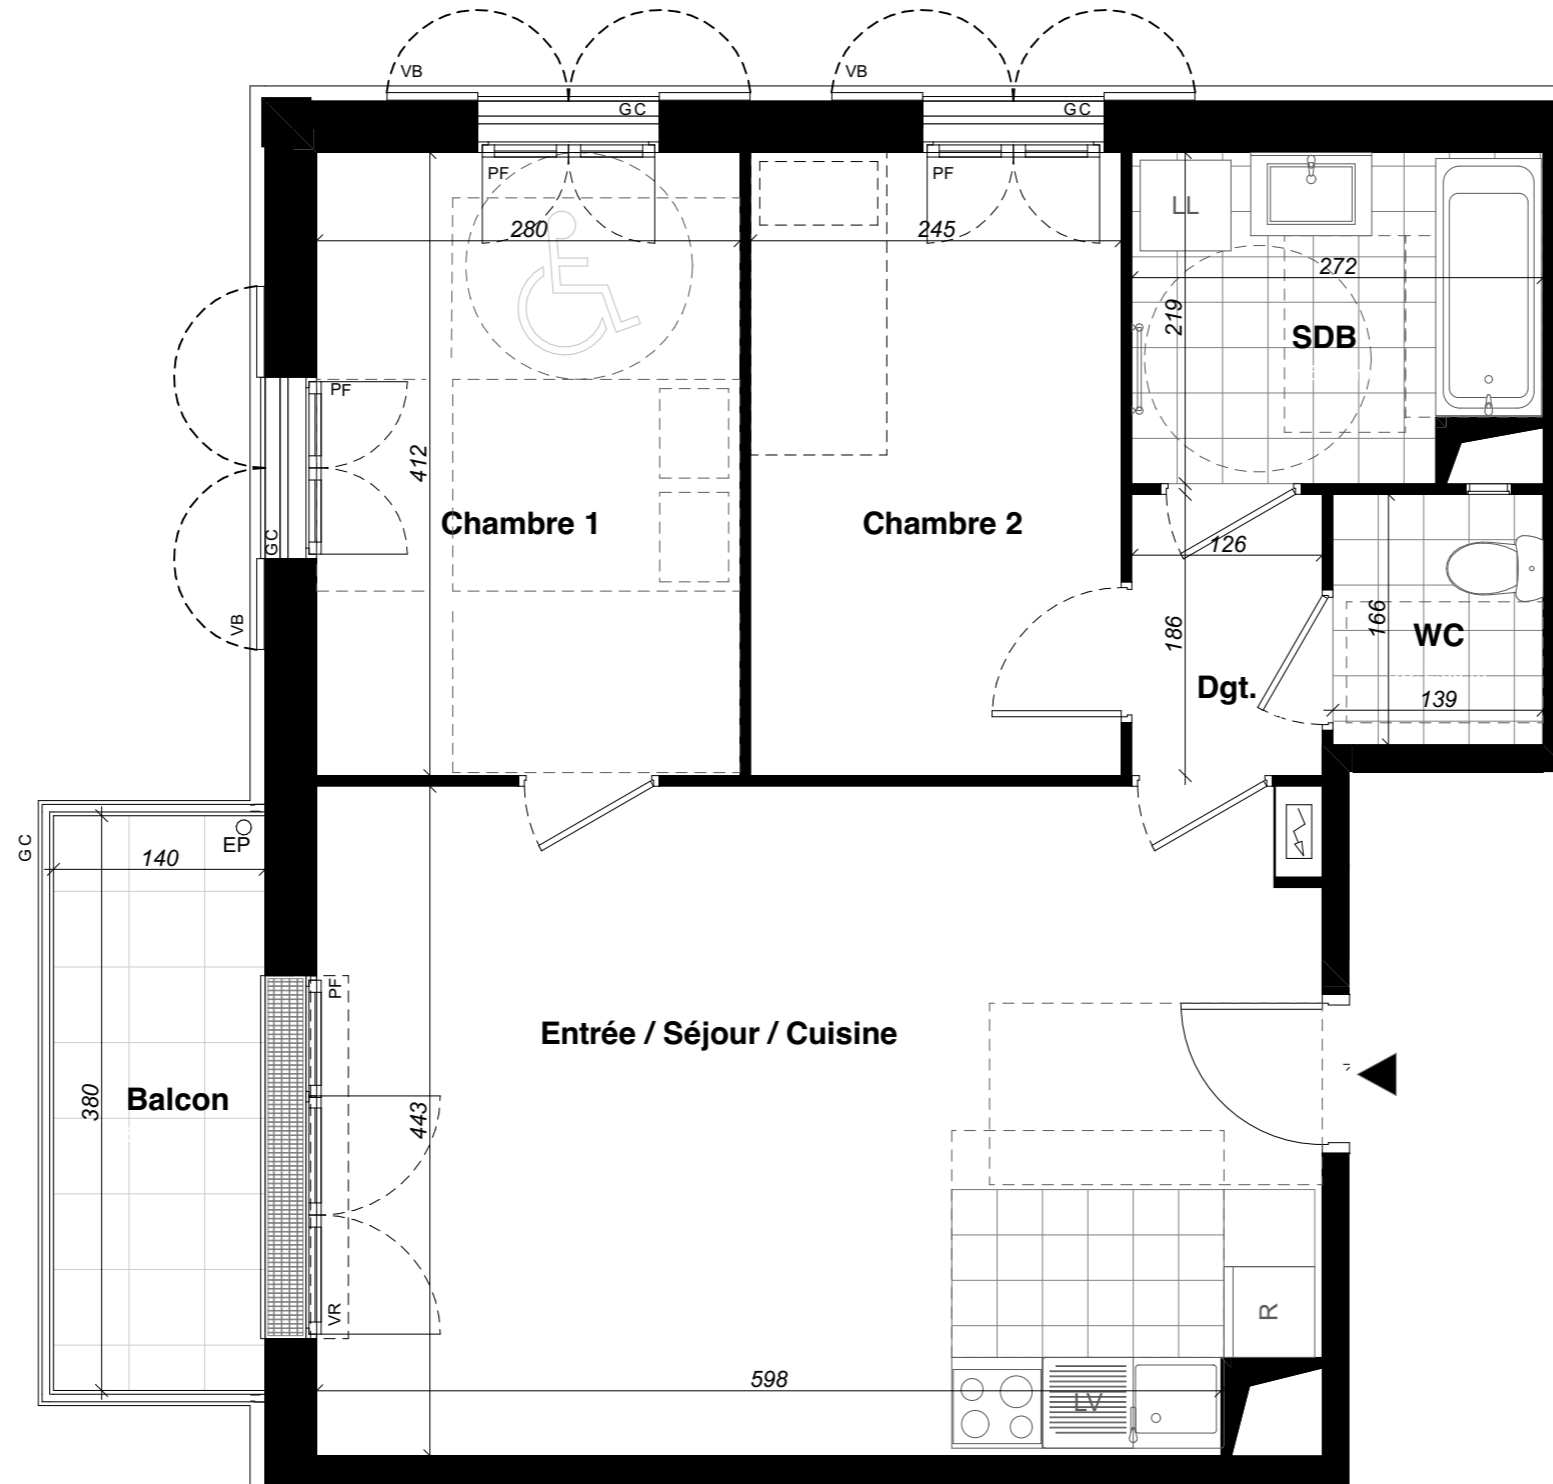 VB
VB
GC
GC
PF
PF
280
245
LL
272
219
SDB
PF
412
Chambre 1
Chambre 2
GC
126
VB
186
166
WC
Dgt.
139
GC
EP
140
PF
Entrée / Séjour / Cuisine
380
Balcon
443
VR
R
598
LV